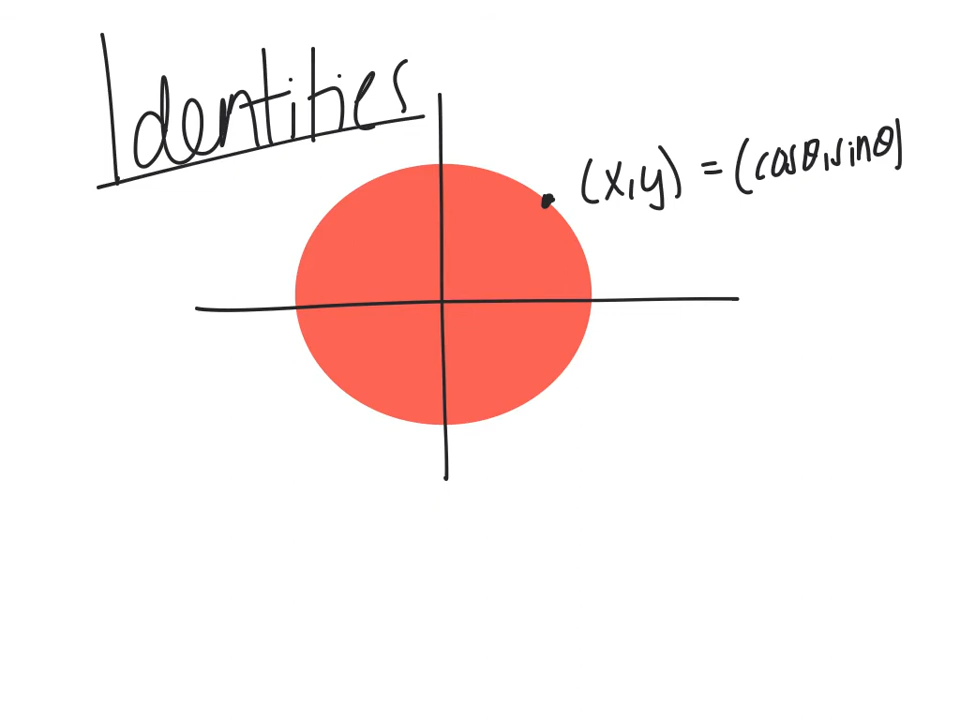 Identities
(x,y) = (cosθ,sinθ)